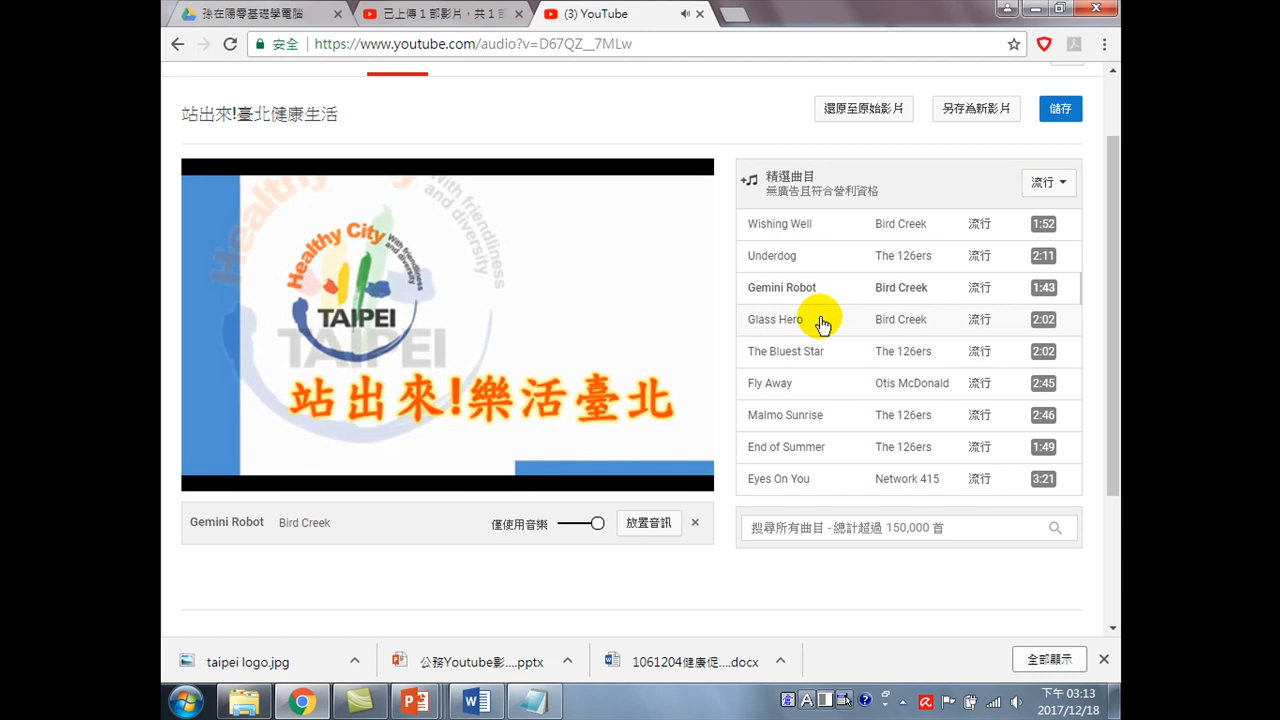 孫在陽零基礎學電腦
已上傳 1 部影片，共 1 部
(3) YouTube
安全
https://www.youtube.com/audio?v=D67QZ__7MLw
站出來!臺北健康生活
還原至原始影片
另存為新影片
儲存
Healthy City
With friendliness and diversity
TAIPEI
Healthy City
With friendliness and diversity
TAIPEI
站出來!樂活臺北
Gemini Robot Bird Creek
僅使用音樂
放置音訊
精選曲目
無廣告且符合營利資格
流行
Wishing Well Bird Creek 流行 1:52
Underdog The 126ers 流行 2:11
Gemini Robot Bird Creek 流行 1:43
Glass Hero Bird Creek 流行 2:02
The Bluest Star The 126ers 流行 2:02
Fly Away Otis McDonald 流行 2:45
Malmo Sunrise The 126ers 流行 2:46
End of Summer The 126ers 流行 1:49
Eyes On You Network 415 流行 3:21
搜尋所有曲目 - 總計超過 150,000 首
taipei logo.jpg
公務Youtube影....pptx
1061204健康促....docx
全部顯示
下午 03:13
2017/12/18